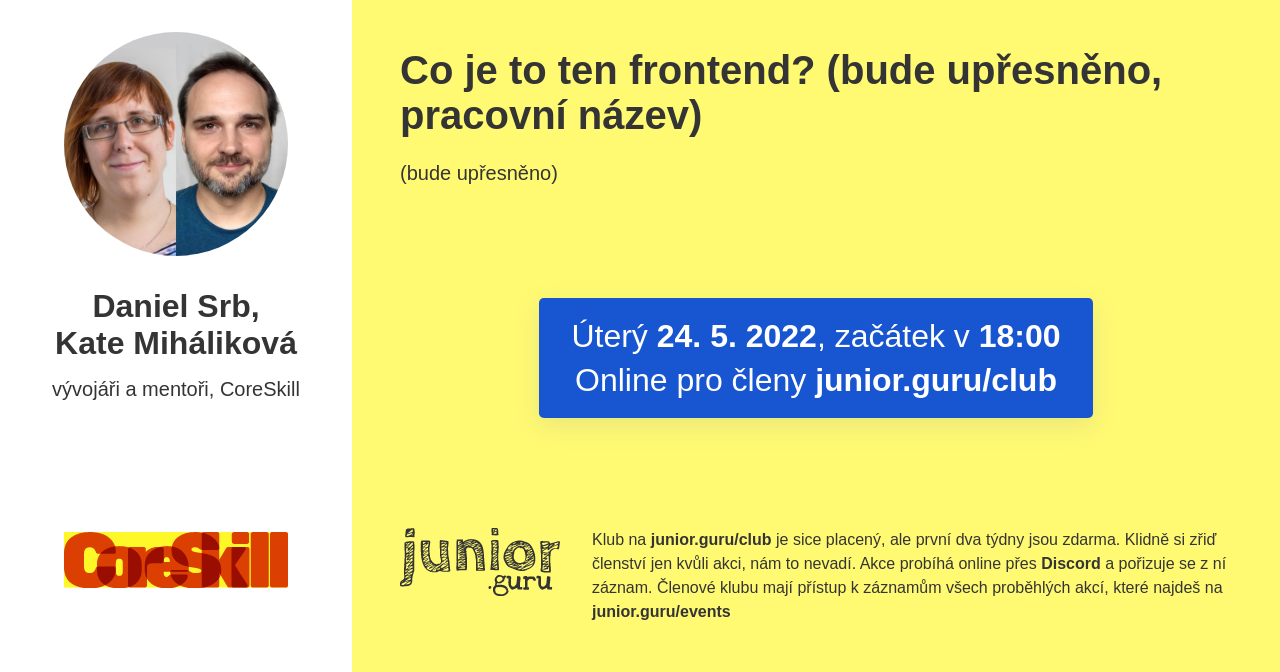 Daniel Srb,
Kate Miháliková
vývojáři a mentoři, CoreSkill
CoreSkill
Co je to ten frontend? (bude upřesněno,
pracovní název)
(bude upřesněno)
Úterý 24. 5. 2022, začátek v 18:00
Online pro členy junior.guru/club
junior
.guru
Klub na junior.guru/club je sice placený, ale první dva týdny jsou zdarma. Klidně si zřiď
členství jen kvůli akci, nám to nevadí. Akce probíhá online přes Discord a pořizuje se z ní
záznam. Členové klubu mají přístup k záznamům všech proběhlých akcí, které najdeš na
junior.guru/events